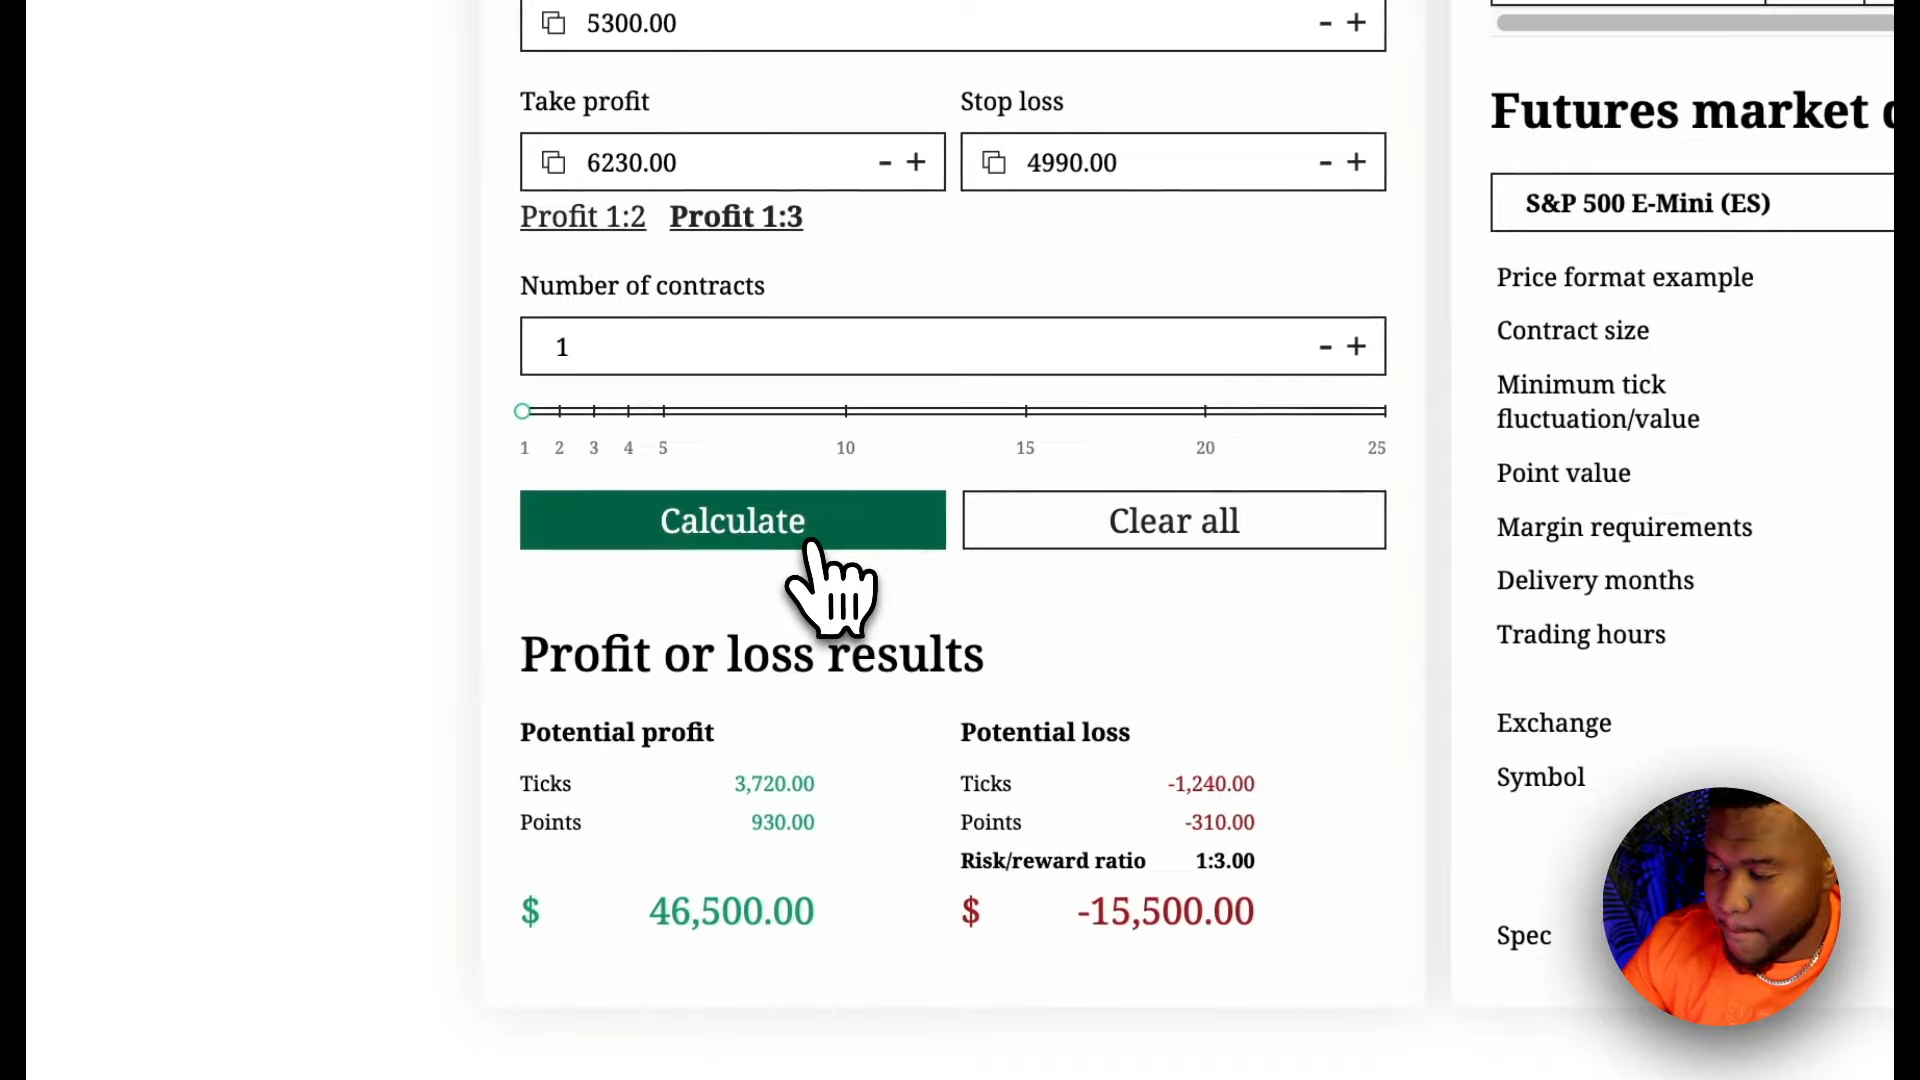 5300.00 - +
Take profit
Stop loss
6230.00 - +
4990.00 - +
Profit 1:2 Profit 1:3
Number of contracts
1 - +
1 2 3 4 5 10 15 20 25
Calculate
Clear all
Profit or loss results
Potential profit
Ticks 3,720.00
Points 930.00
$ 46,500.00
Potential loss
Ticks -1,240.00
Points -310.00
Risk/reward ratio 1:3.00
$ -15,500.00
Futures market
S&P 500 E-Mini (ES)
Price format example
Contract size
Minimum tick
fluctuation/value
Point value
Margin requirements
Delivery months
Trading hours
Exchange
Symbol
Spec